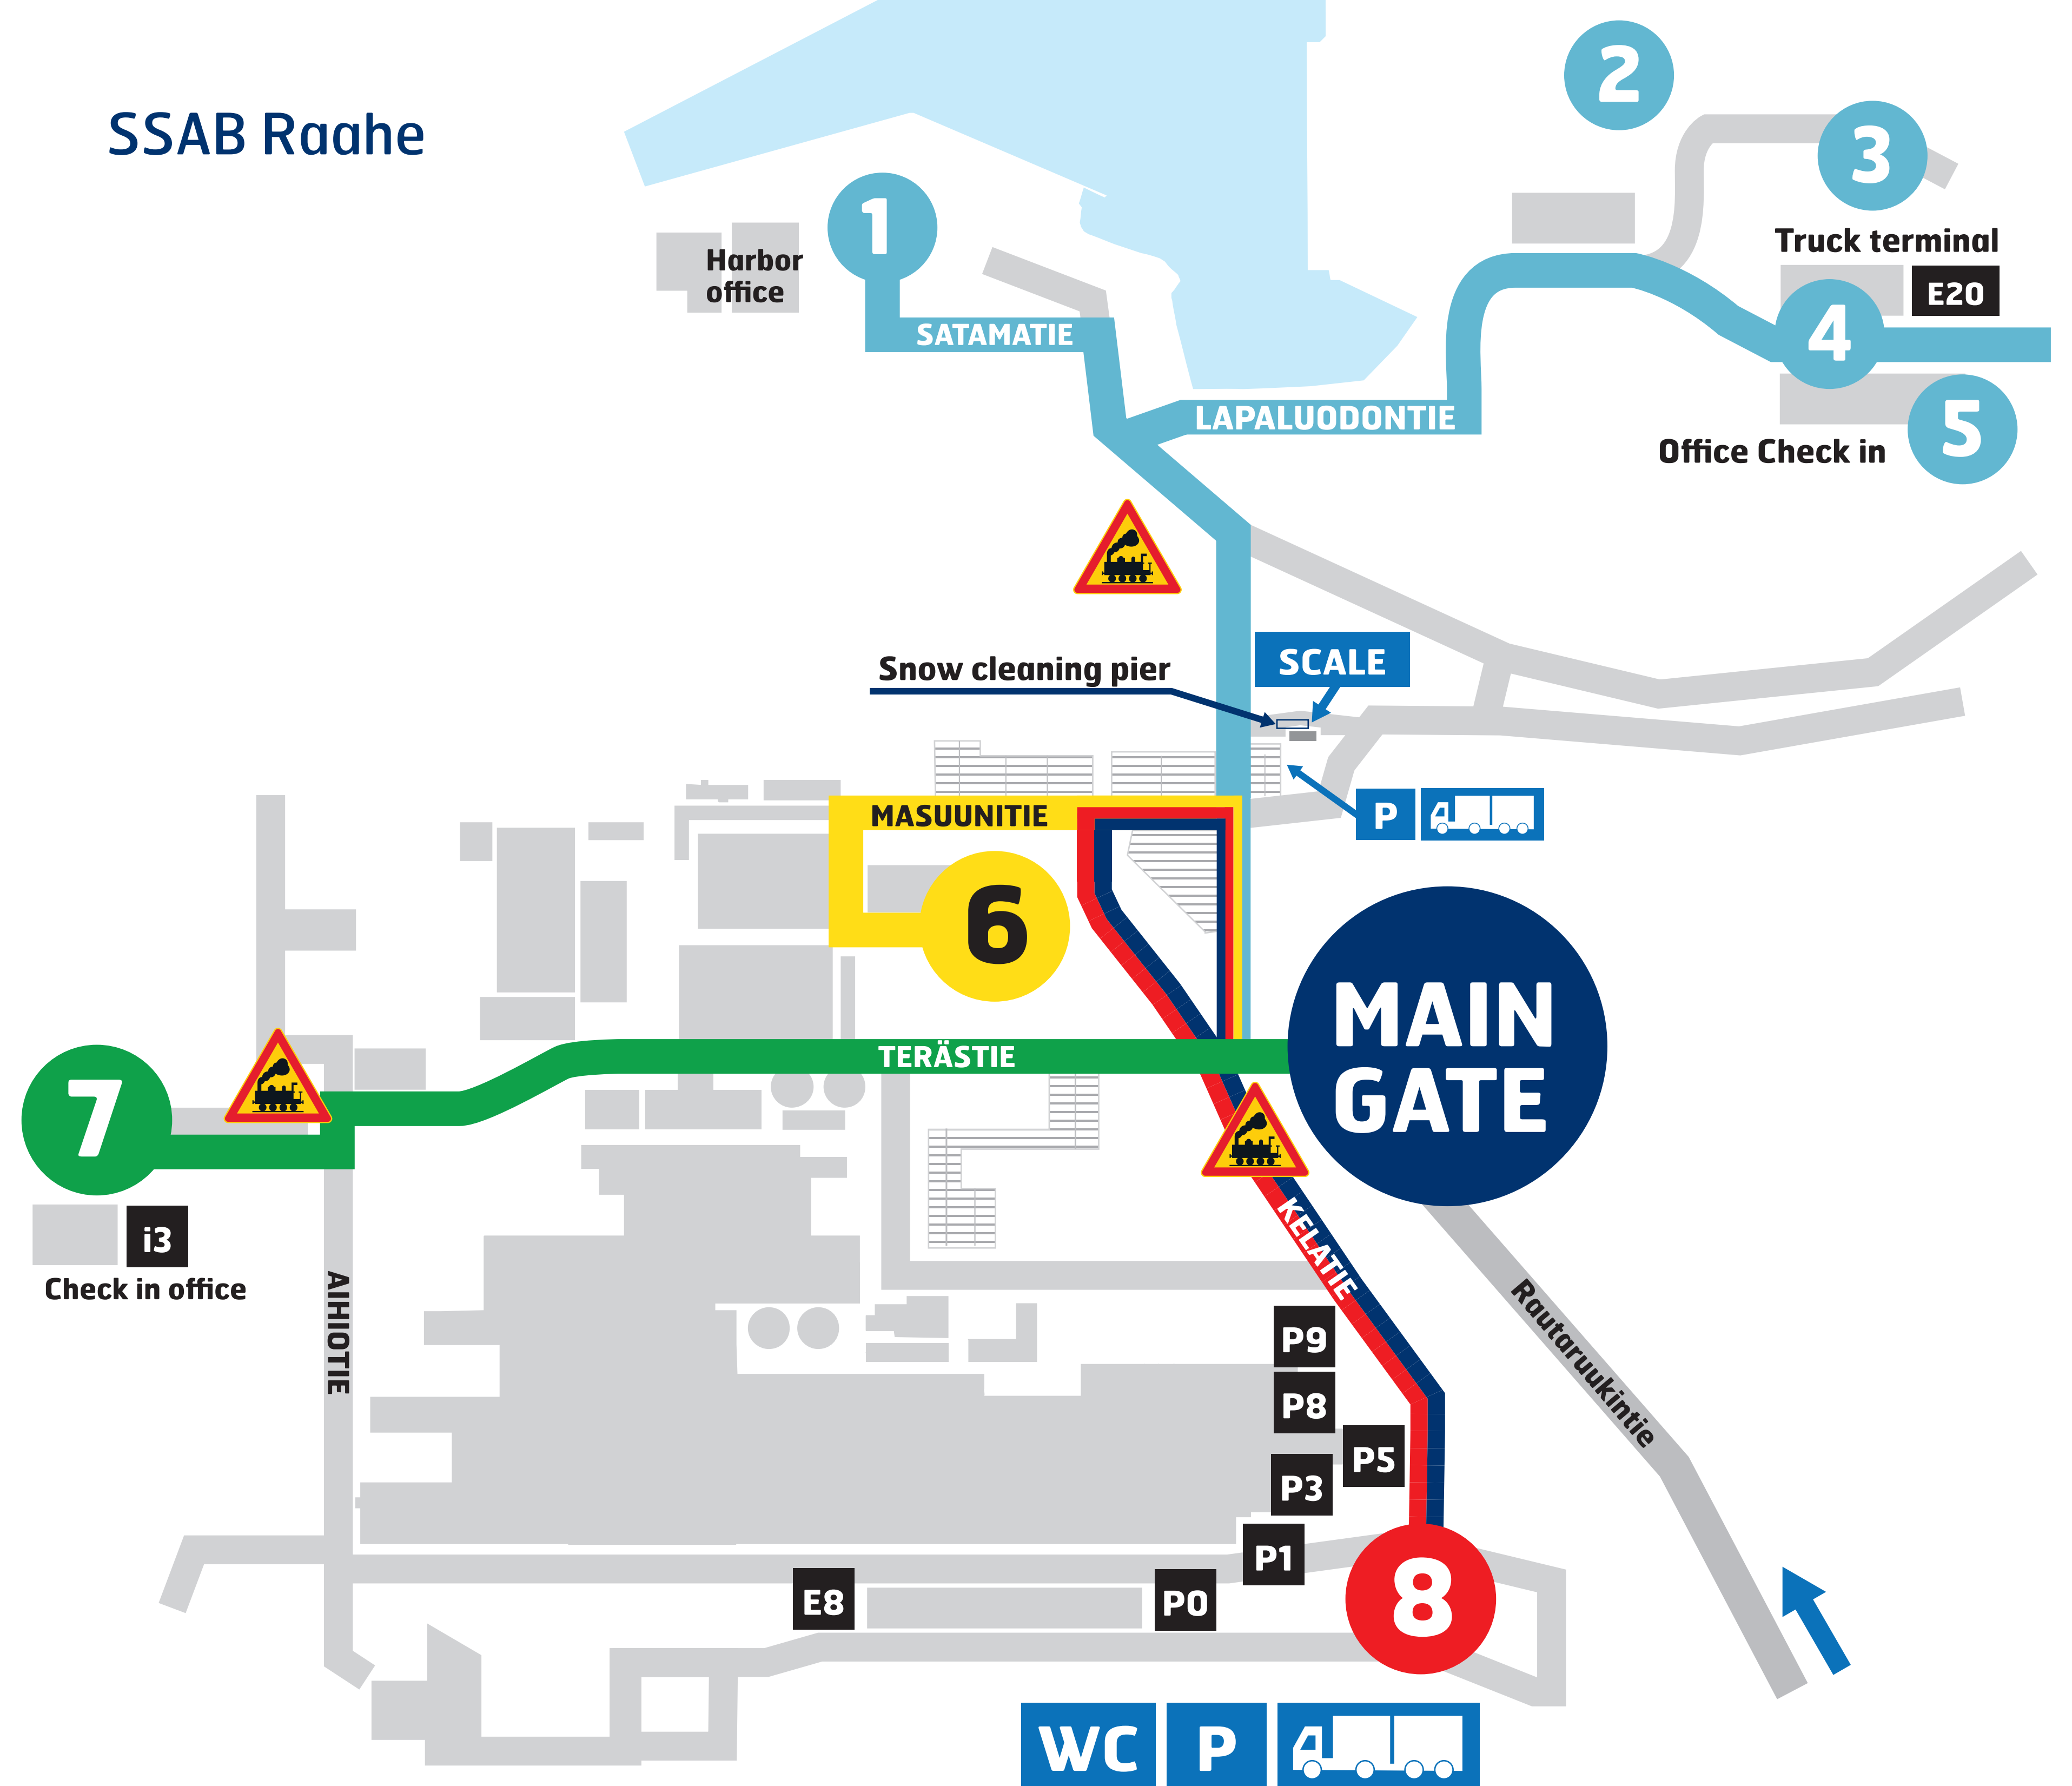 SSAB Raahe
2
3
1
Truck terminal
Harbor
office
E20
4
SATAMATIE
LAPALUODONTIE
5
Office Check in
Snow cleaning pier
SCALE
P
MASUUNITIE
6
MAIN
GATE
TERÄSTIE
7
i3
Check in office
KELATIE
AIHIOTIE
Rautaruukintie
P9
P8
P5
P3
P1
E8
P0
8
WC
P